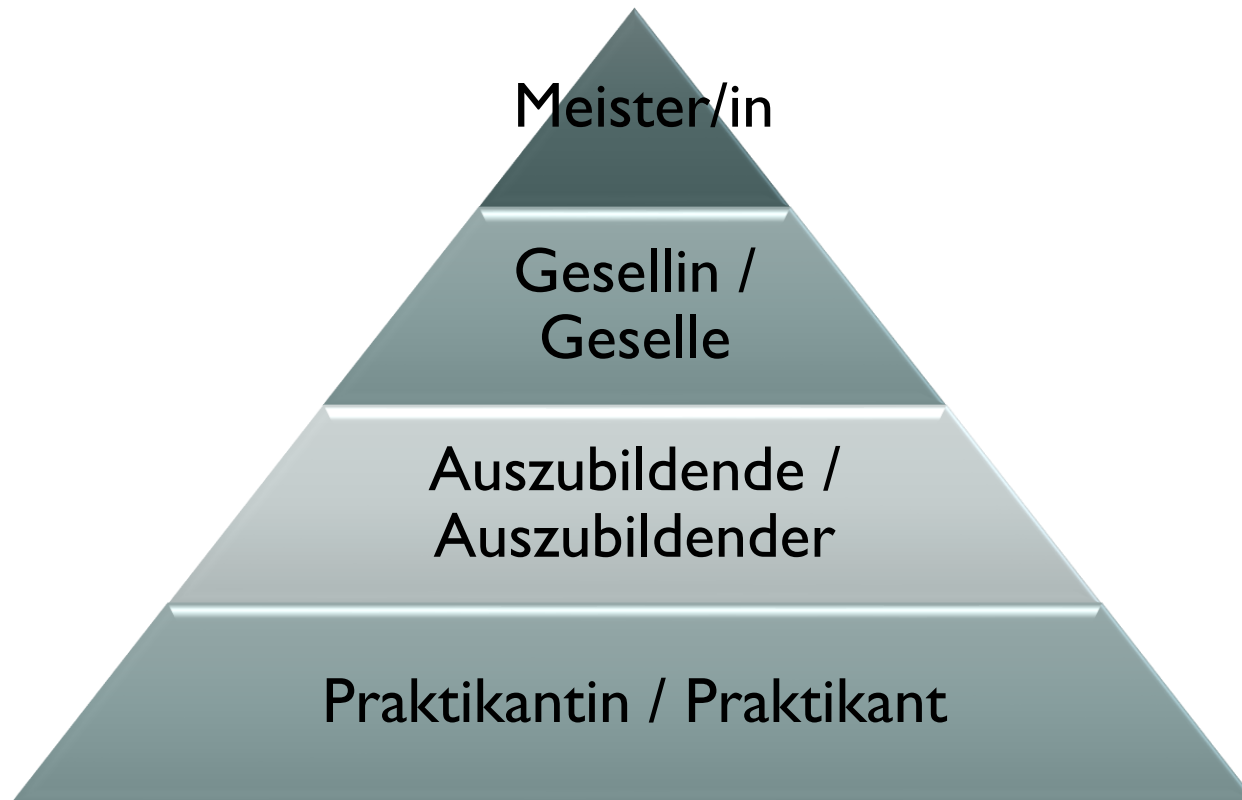 Meister/in
Gesellin /
Geselle
Auszubildende /
Auszubildender
Praktikantin / Praktikant